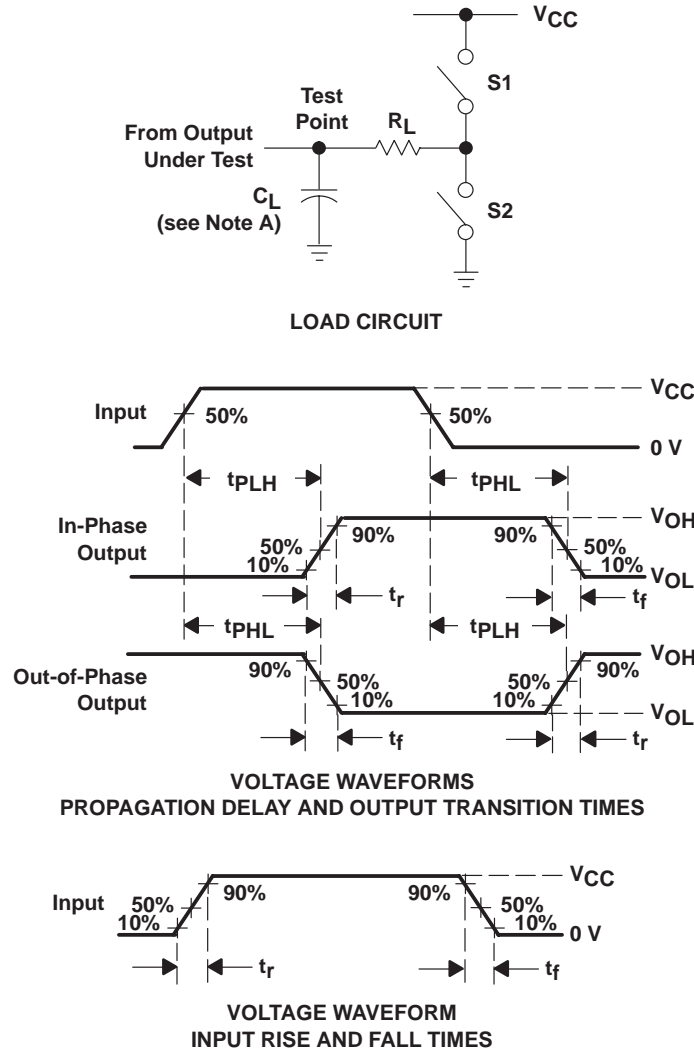 VCC
S1
Test
Point
RL
From Output
Under Test
CL
(see Note A)
S2
LOAD CIRCUIT
Input
50%
50%
VCC
0 V
tPLH
tPHL
In-Phase
Output
50%
10%
90%
90%
50%
10%
VOH
VOL
tr
tf
tPHL
tPLH
Out-of-Phase
Output
90%
50%
10%
50%
10%
90%
VOH
VOL
tf
tr
VOLTAGE WAVEFORMS
PROPAGATION DELAY AND OUTPUT TRANSITION TIMES
Input
50%
10%
90%
90%
50%
10%
VCC
0 V
tr
tf
VOLTAGE WAVEFORM
INPUT RISE AND FALL TIMES